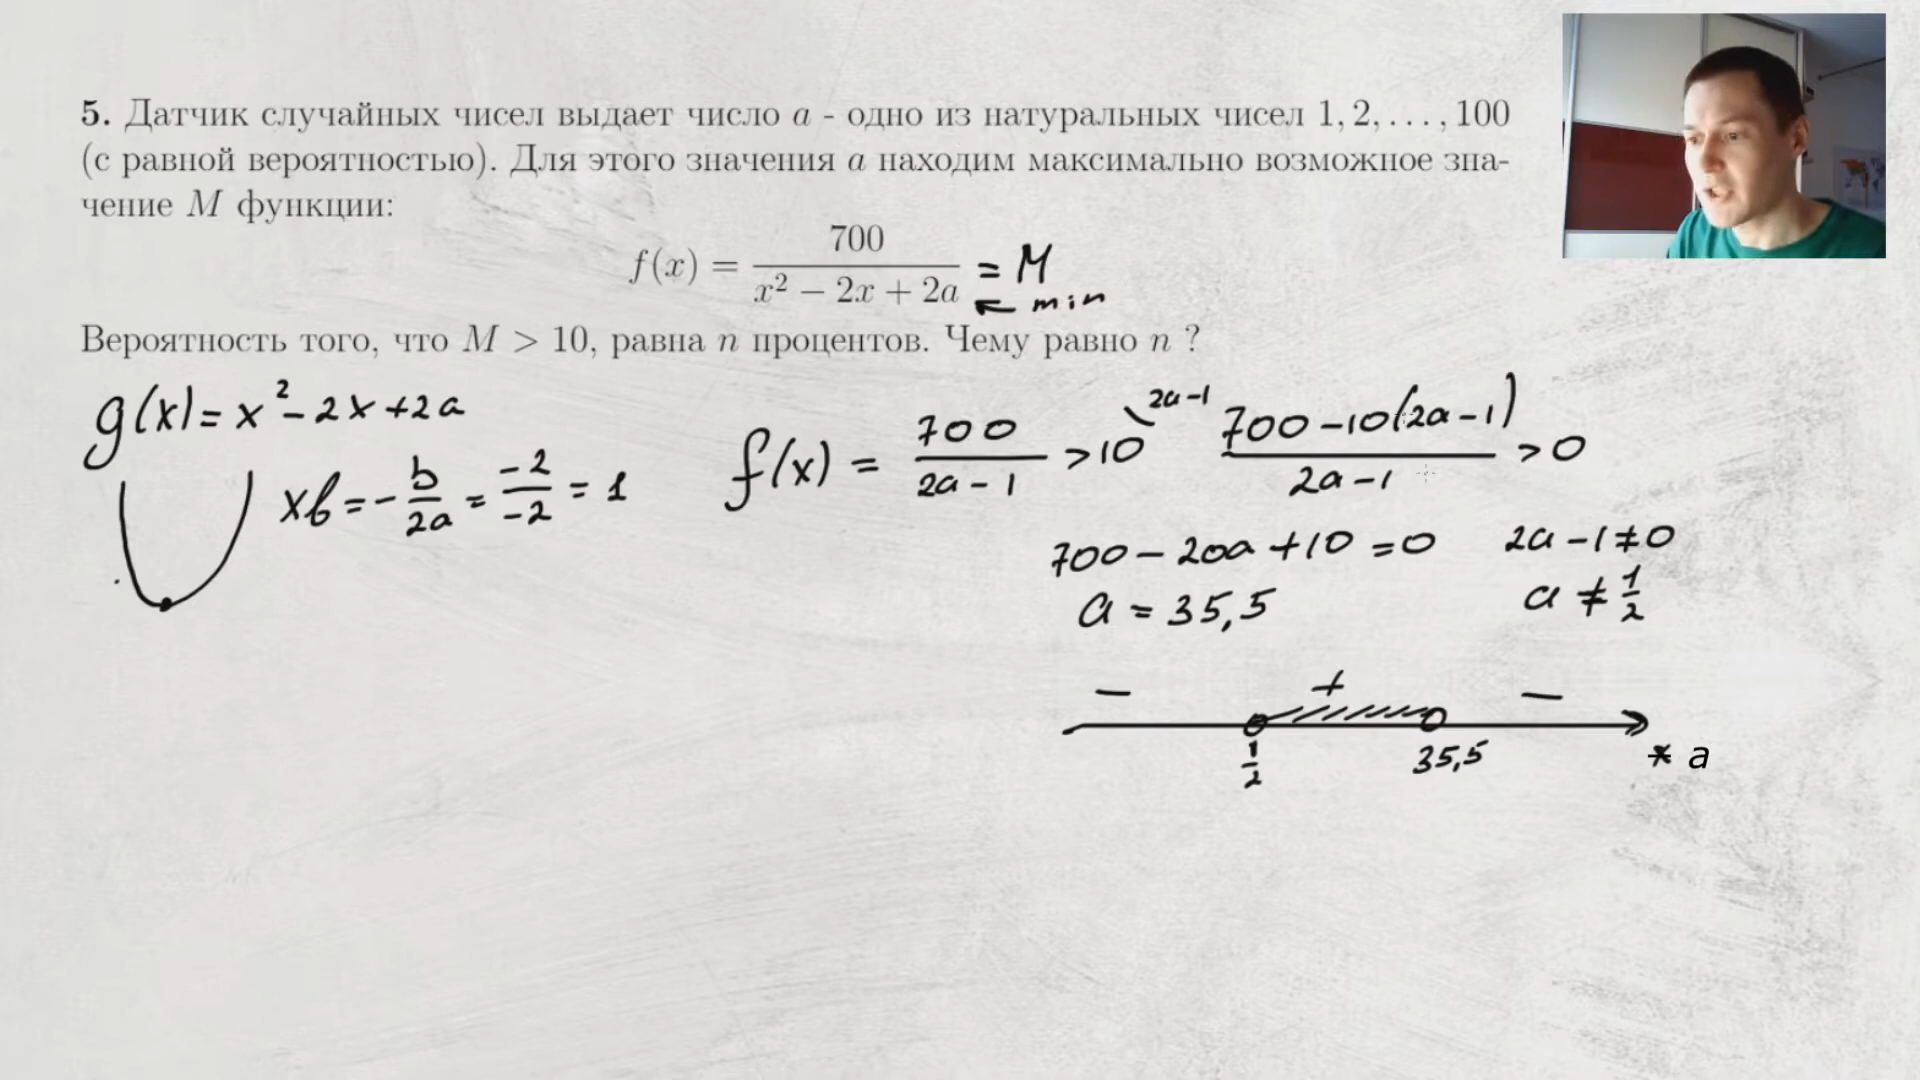 5. Датчик случайных чисел выдает число a - одно из натуральных чисел 1, 2, . . . , 100
(с равной вероятностью). Для этого значения a находим максимально возможное зна-
чение M функции:
f(x) = 700 / (x² − 2x + 2a) = M
← min
Вероятность того, что M > 10, равна n процентов. Чему равно n ?
g(x) = x² - 2x + 2a
xв = - b/2a = -2/-2 = 1
f(x) = 700/(2a - 1) > 10 \ 2a-1
(700 - 10(2a - 1))/(2a - 1) > 0
700 - 20a + 10 = 0
a = 35,5
2a - 1 ≠ 0
a ≠ 1/2
− + −
1/2 35,5 a